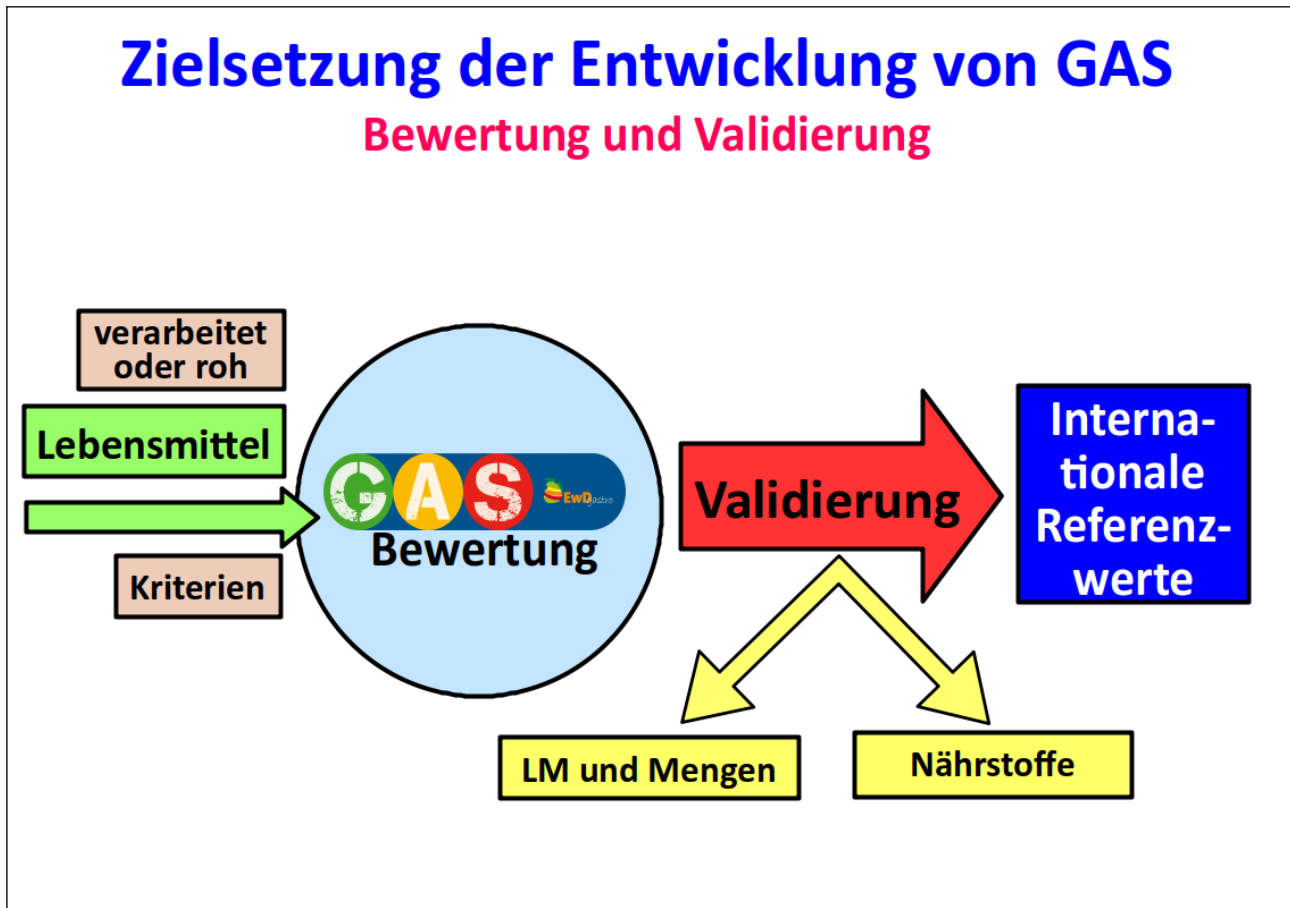 Zielsetzung der Entwicklung von GAS
Bewertung und Validierung
verarbeitet
oder roh
Lebensmittel
Kriterien
GAS EwDgastro
Bewertung
Validierung
Interna-
tionale
Referenz-
werte
LM und Mengen
Nährstoffe